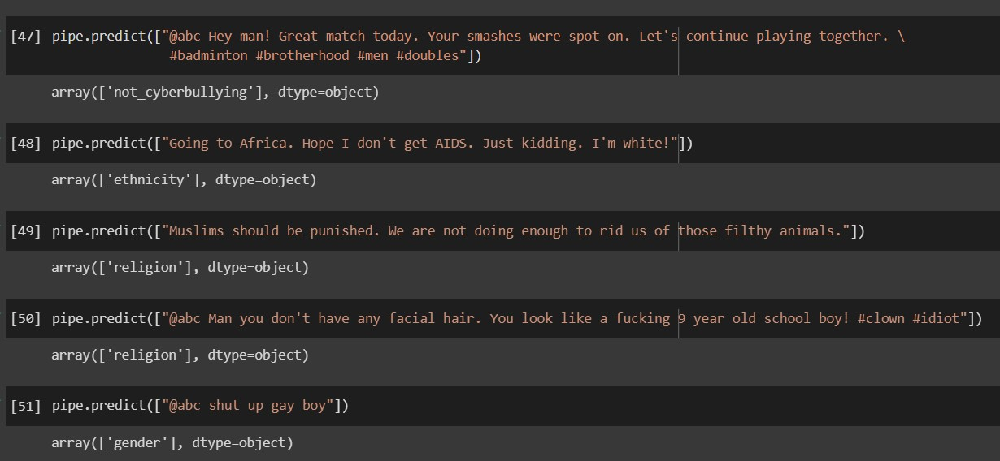 [47] pipe.predict(["@abc Hey man! Great match today. Your smashes were spot on. Let's continue playing together. \
#badminton #brotherhood #men #doubles"])
array(['not_cyberbullying'], dtype=object)
[48] pipe.predict(["Going to Africa. Hope I don't get AIDS. Just kidding. I'm white!"])
array(['ethnicity'], dtype=object)
[49] pipe.predict(["Muslims should be punished. We are not doing enough to rid us of those filthy animals."])
array(['religion'], dtype=object)
[50] pipe.predict(["@abc Man you don't have any facial hair. You look like a fucking 9 year old school boy! #clown #idiot"])
array(['religion'], dtype=object)
[51] pipe.predict(["@abc shut up gay boy"])
array(['gender'], dtype=object)